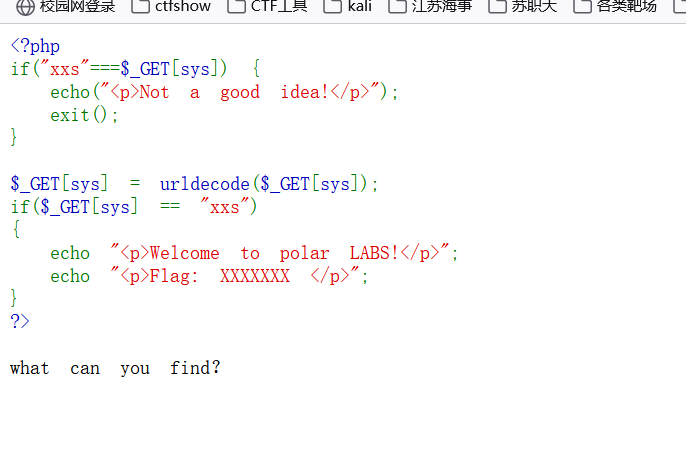 校园网登录 ctfshow CTF工具 kali 江苏海事 苏职大 各类靶场
<?php
if("xxs"===$_GET[sys]) {
    echo("<p>Not a good idea!</p>");
    exit();
}
$_GET[sys] = urldecode($_GET[sys]);
if($_GET[sys] == "xxs")
{
    echo "<p>Welcome to polar LABS!</p>";
    echo "<p>Flag: XXXXXXX </p>";
}
?>
what can you find?